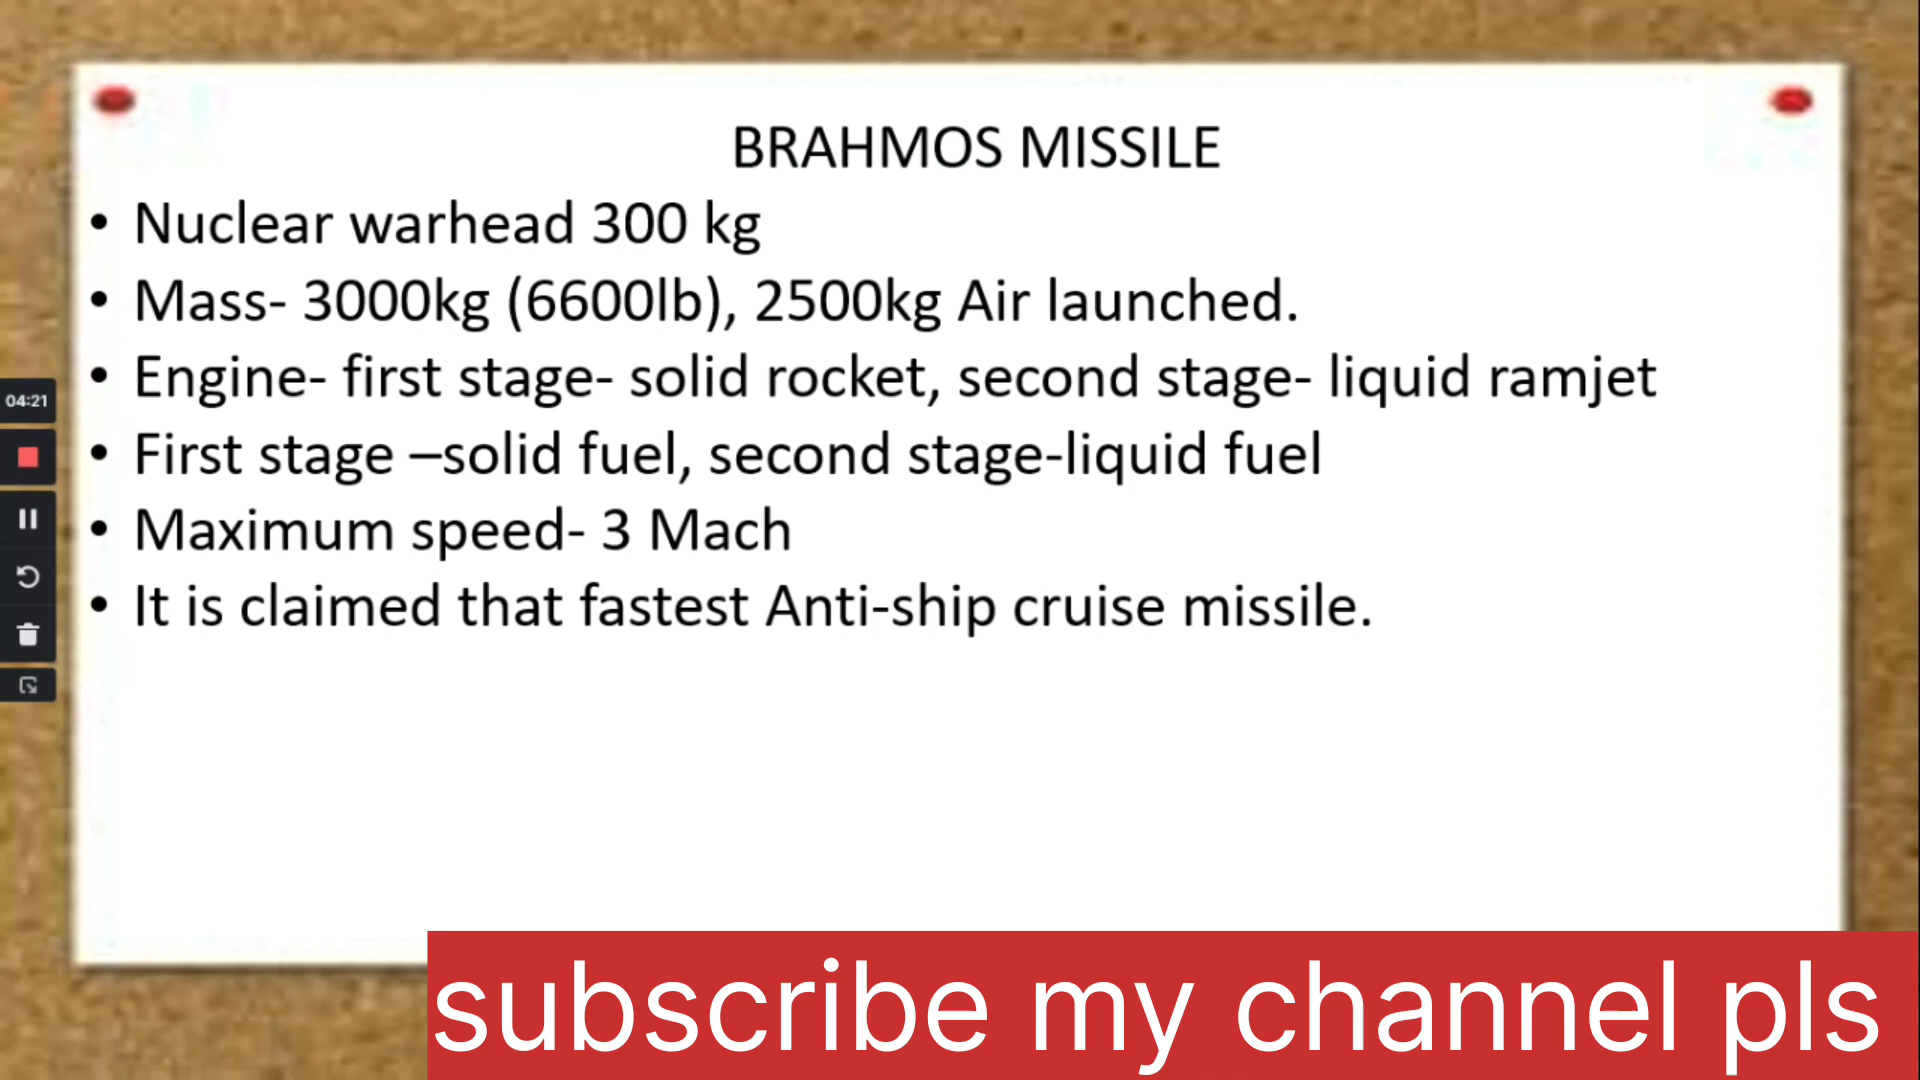 BRAHMOS MISSILE
• Nuclear warhead 300 kg
• Mass- 3000kg (6600lb), 2500kg Air launched.
• Engine- first stage- solid rocket, second stage- liquid ramjet
• First stage –solid fuel, second stage-liquid fuel
• Maximum speed- 3 Mach
• It is claimed that fastest Anti-ship cruise missile.
04:21
subscribe my channel pls